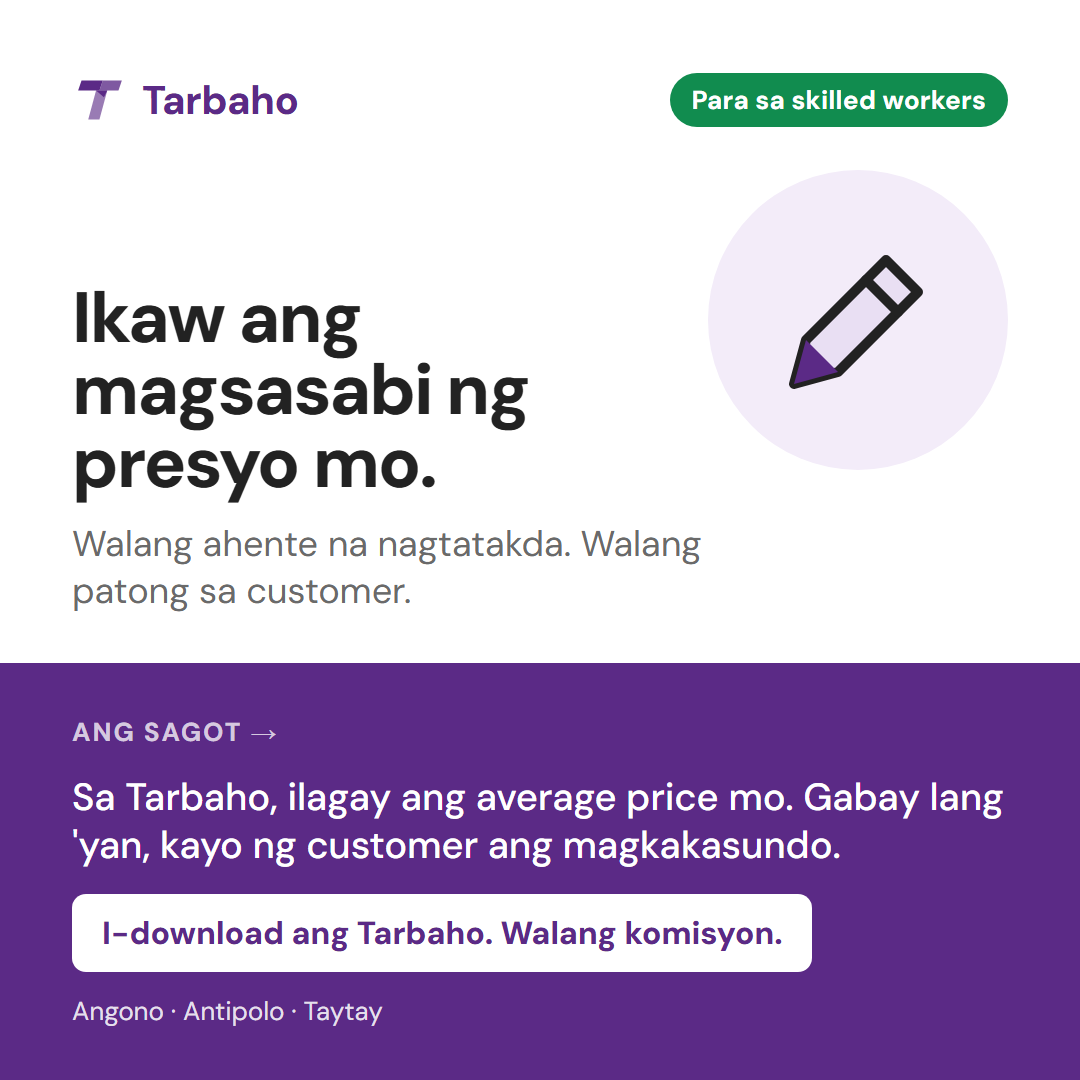 Tarbaho
Para sa skilled workers
Ikaw ang
magsasabi ng
presyo mo.
Walang ahente na nagtatakda. Walang
patong sa customer.
ANG SAGOT →
Sa Tarbaho, ilagay ang average price mo. Gabay lang
'yan, kayo ng customer ang magkakasundo.
I-download ang Tarbaho. Walang komisyon.
Angono · Antipolo · Taytay